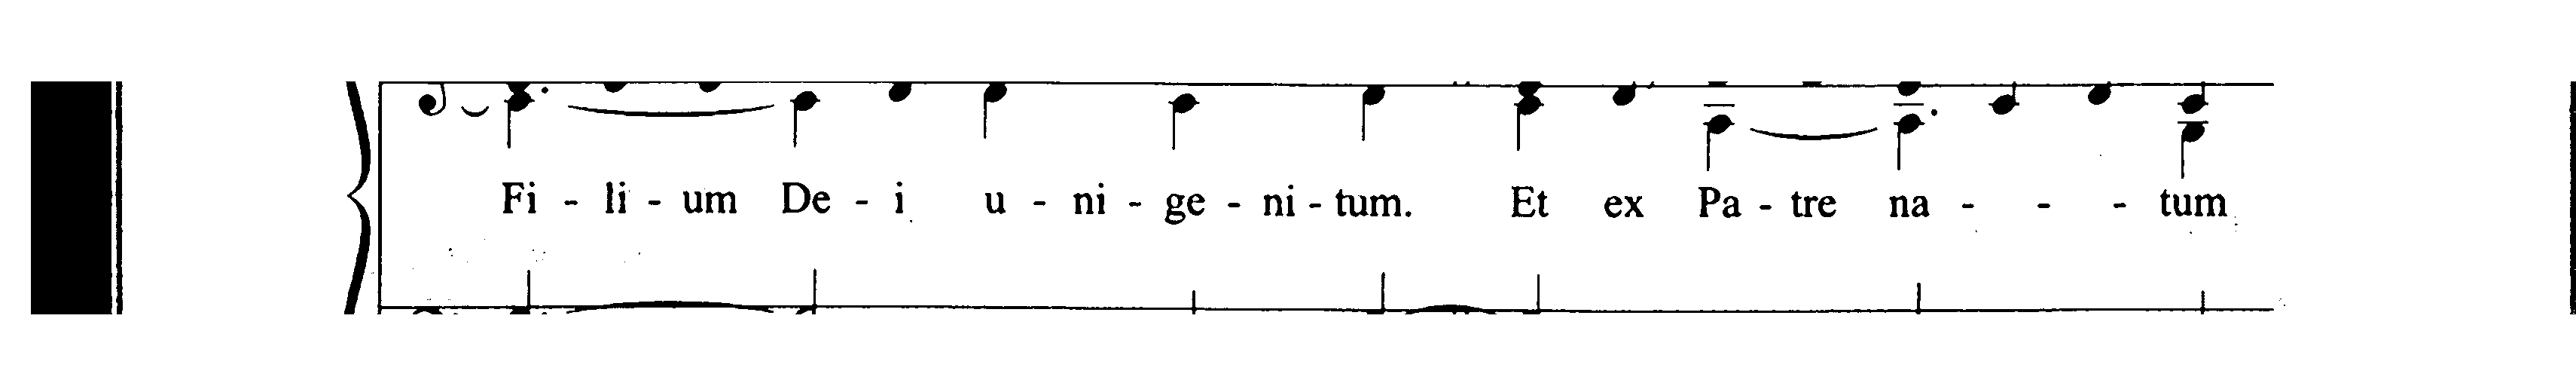 Fi - li - um De - i u - ni - ge - ni - tum. Et ex Pa - tre na - - - tum